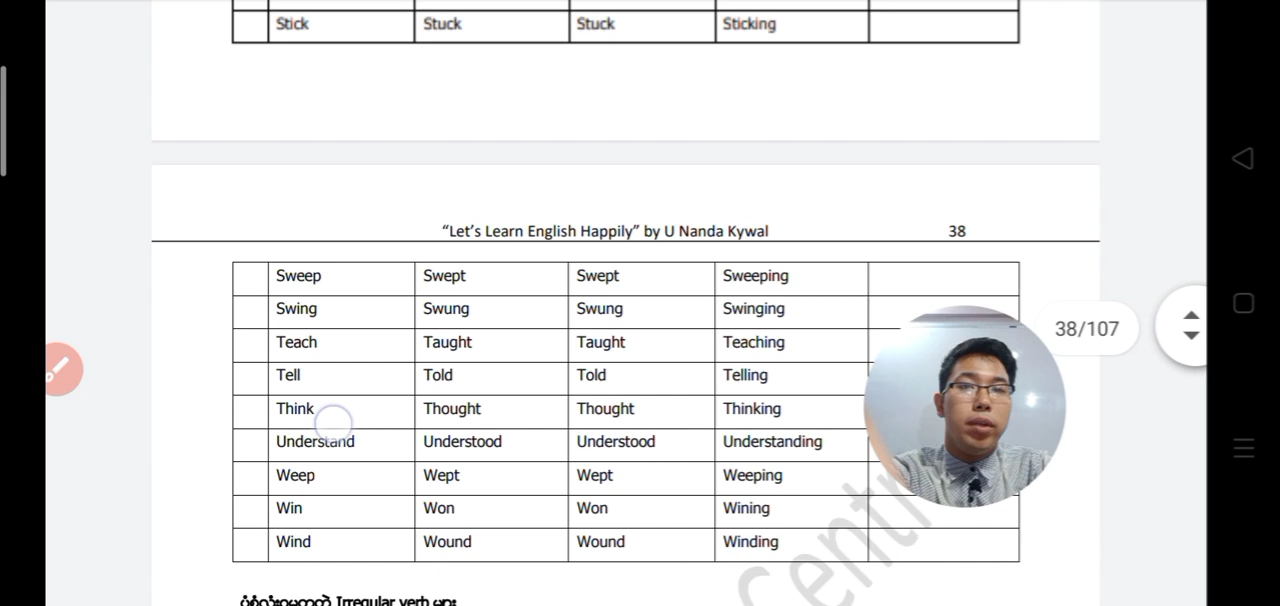 Stick Stuck Stuck Sticking
“Let’s Learn English Happily” by U Nanda Kywal 38
Sweep Swept Swept Sweeping
Swing Swung Swung Swinging
Teach Taught Taught Teaching
Tell Told Told Telling
38/107
Think Thought Thought Thinking
Understand Understood Understood Understanding
Weep Wept Wept Weeping
Win Won Won Wining
Wind Wound Wound Winding
Irregular verb များ